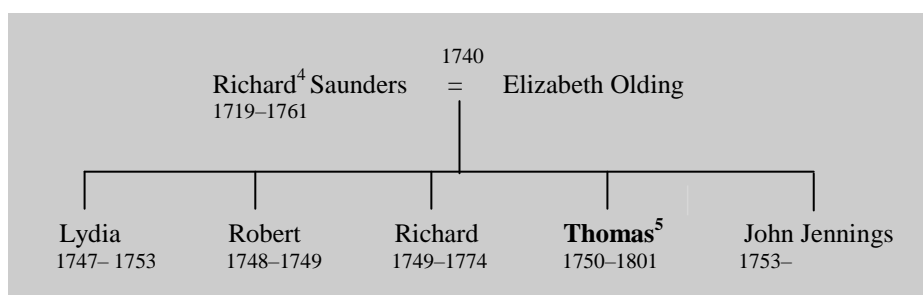 1740
Richard⁴ Saunders = Elizabeth Olding
1719–1761
Lydia Robert Richard Thomas⁵ John Jennings
1747– 1753 1748–1749 1749–1774 1750–1801 1753–